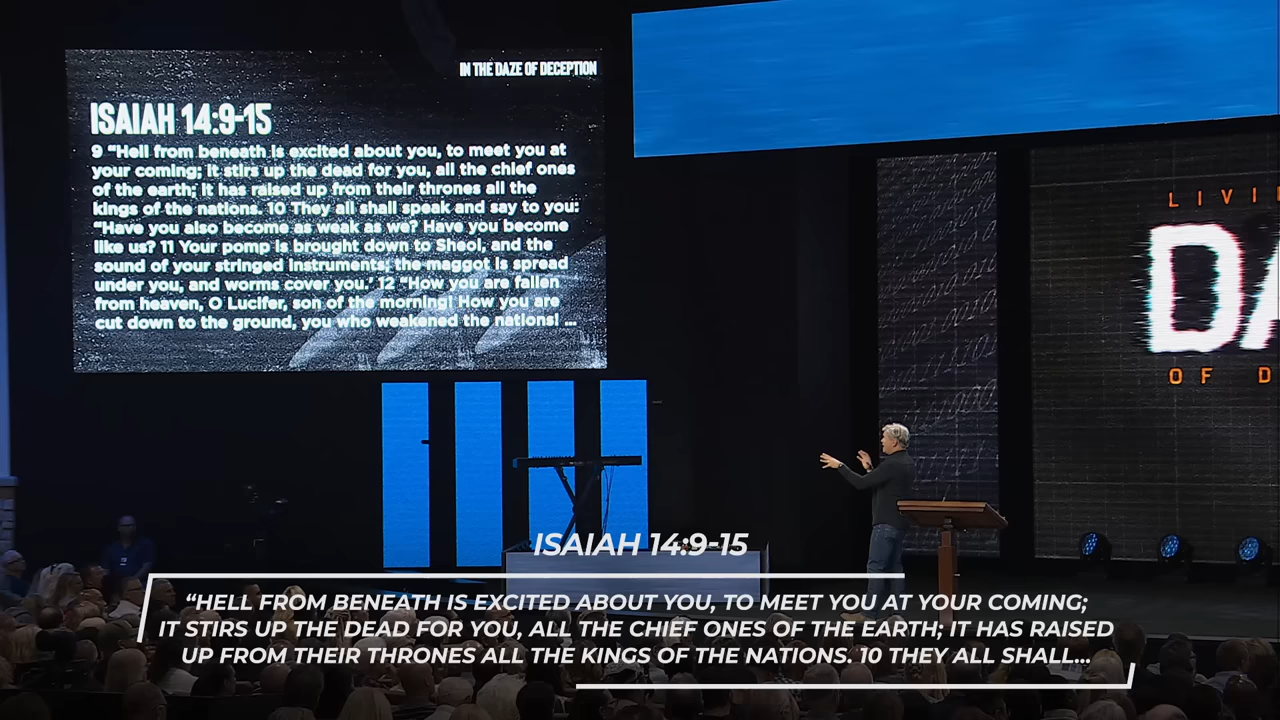 IN THE DAZE OF DECEPTION
ISAIAH 14:9-15
9 "Hell from beneath is excited about you, to meet you at
your coming; it stirs up the dead for you, all the chief ones
of the earth; it has raised up from their thrones all the
kings of the nations. 10 They all shall speak and say to you:
"Have you also become as weak as we? Have you become
like us? 11 Your pomp is brought down to Sheol, and the
sound of your stringed instruments; the maggot is spread
under you, and worms cover you.' 12 "How you are fallen
from heaven, O Lucifer, son of the morning! How you are
cut down to the ground, you who weakened the nations! ...
LIVI
DA
OF D
ISAIAH 14:9-15
“HELL FROM BENEATH IS EXCITED ABOUT YOU, TO MEET YOU AT YOUR COMING;
IT STIRS UP THE DEAD FOR YOU, ALL THE CHIEF ONES OF THE EARTH; IT HAS RAISED
UP FROM THEIR THRONES ALL THE KINGS OF THE NATIONS. 10 THEY ALL SHALL...